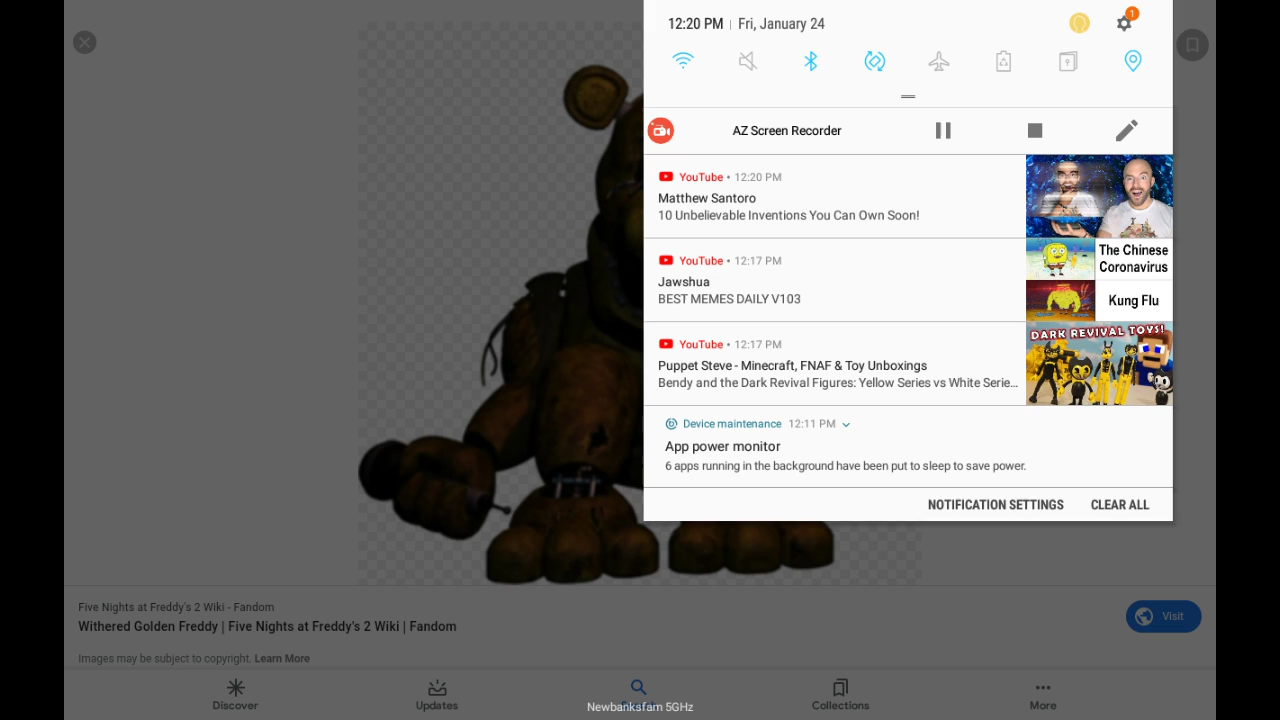 12:20 PM | Fri, January 24
1
AZ Screen Recorder
YouTube • 12:20 PM
Matthew Santoro
10 Unbelievable Inventions You Can Own Soon!
YouTube • 12:17 PM
Jawshua
BEST MEMES DAILY V103
The Chinese
Coronavirus
Kung Flu
YouTube • 12:17 PM
Puppet Steve - Minecraft, FNAF & Toy Unboxings
Bendy and the Dark Revival Figures: Yellow Series vs White Serie...
DARK REVIVAL TOYS!
Device maintenance 12:11 PM
App power monitor
6 apps running in the background have been put to sleep to save power.
NOTIFICATION SETTINGS CLEAR ALL
Five Nights at Freddy's 2 Wiki - Fandom
Withered Golden Freddy | Five Nights at Freddy's 2 Wiki | Fandom
Visit
Images may be subject to copyright. Learn More
Discover Updates Collections More
Newbanksfam 5GHz